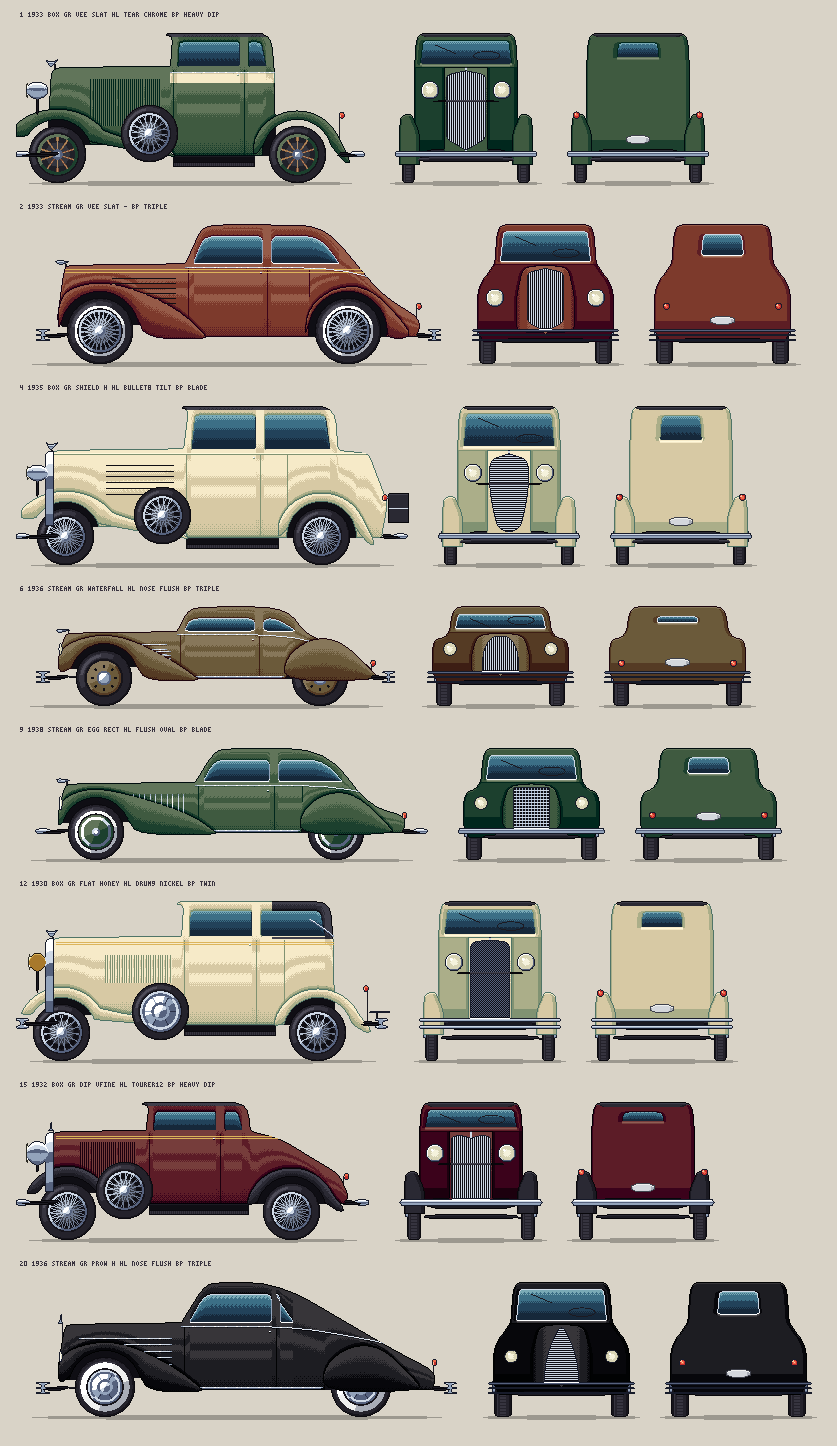 1 1933 BOX GR VEE SLAT HL TEAR CHROME BP HEAVY DIP
2 1933 STREAM GR VEE SLAT - BP TRIPLE
4 1935 BOX GR SHIELD H HL BULLET8 TILT BP BLADE
6 1936 STREAM GR WATERFALL HL NOSE FLUSH BP TRIPLE
9 1938 STREAM GR EGG RECT HL FLUSH OVAL BP BLADE
12 1930 BOX GR FLAT HONEY HL DRUM9 NICKEL BP TWIN
15 1932 BOX GR DIP VFINE HL TOURER12 BP HEAVY DIP
20 1936 STREAM GR PROW H HL NOSE FLUSH BP TRIPLE